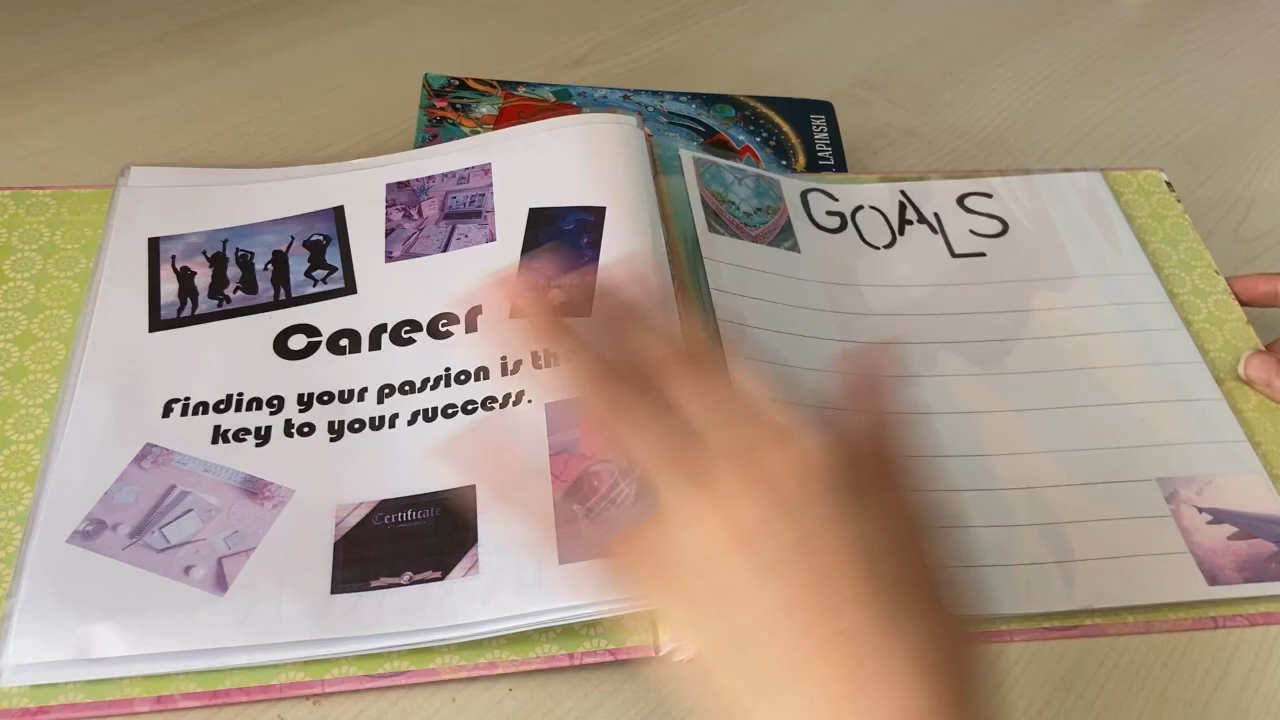 . LAPINSKI
GOALS
Career
Finding your passion is th
key to your success.
Certificate